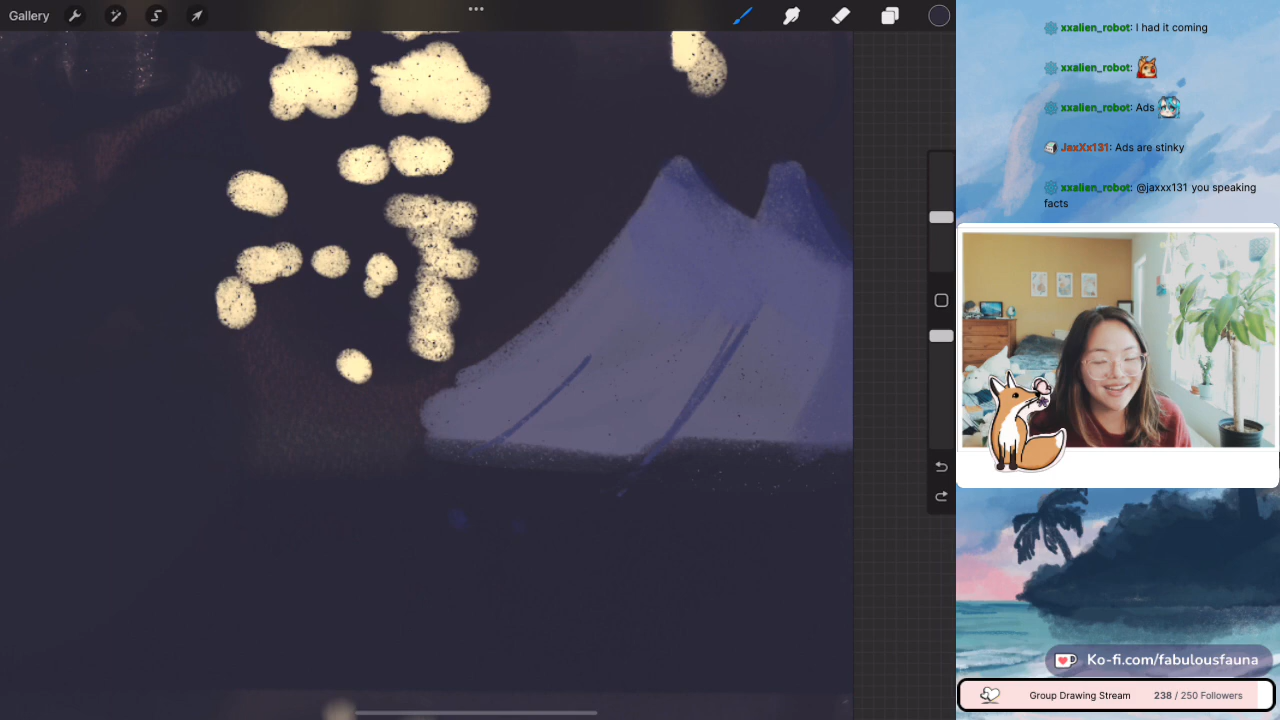 Gallery
xxalien_robot: I had it coming
xxalien_robot:
xxalien_robot: Ads
JaxXx131: Ads are stinky
xxalien_robot: @jaxxx131 you speaking
facts
Ko-fi.com/fabulousfauna
Group Drawing Stream 238 / 250 Followers